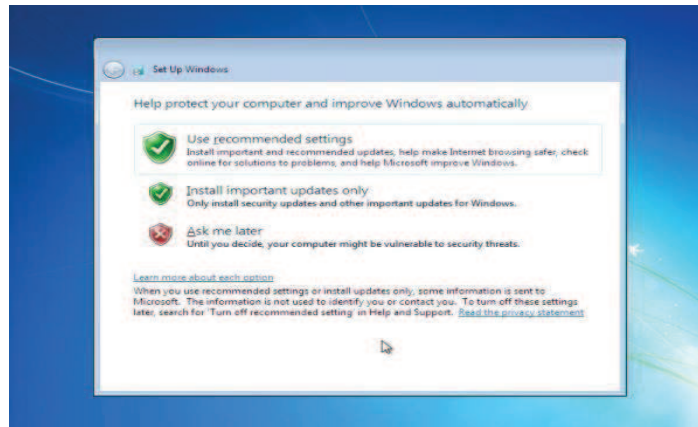 Set Up Windows
Help protect your computer and improve Windows automatically
Use recommended settings
Install important and recommended updates, help make Internet browsing safer, check
online for solutions to problems, and help Microsoft improve Windows.
Install important updates only
Only install security updates and other important updates for Windows.
Ask me later
Until you decide, your computer might be vulnerable to security threats.
Learn more about each option
When you use recommended settings or install updates only, some information is sent to
Microsoft. The information is not used to identify you or contact you. To turn off these settings
later, search for 'Turn off recommended setting' in Help and Support. Read the privacy statement